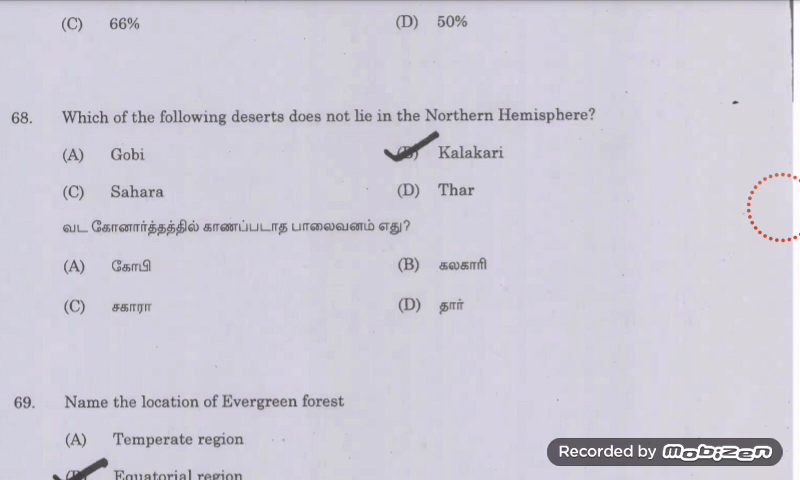 (C) 66% (D) 50%
68. Which of the following deserts does not lie in the Northern Hemisphere?
(A) Gobi (B) Kalakari
(C) Sahara (D) Thar
வட கோளார்த்தத்தில் காணப்படாத பாலைவனம் எது?
(A) கோபி (B) கலகாரி
(C) சகாரா (D) தார்
69. Name the location of Evergreen forest
(A) Temperate region
(B) Equatorial region
Recorded by mobizen